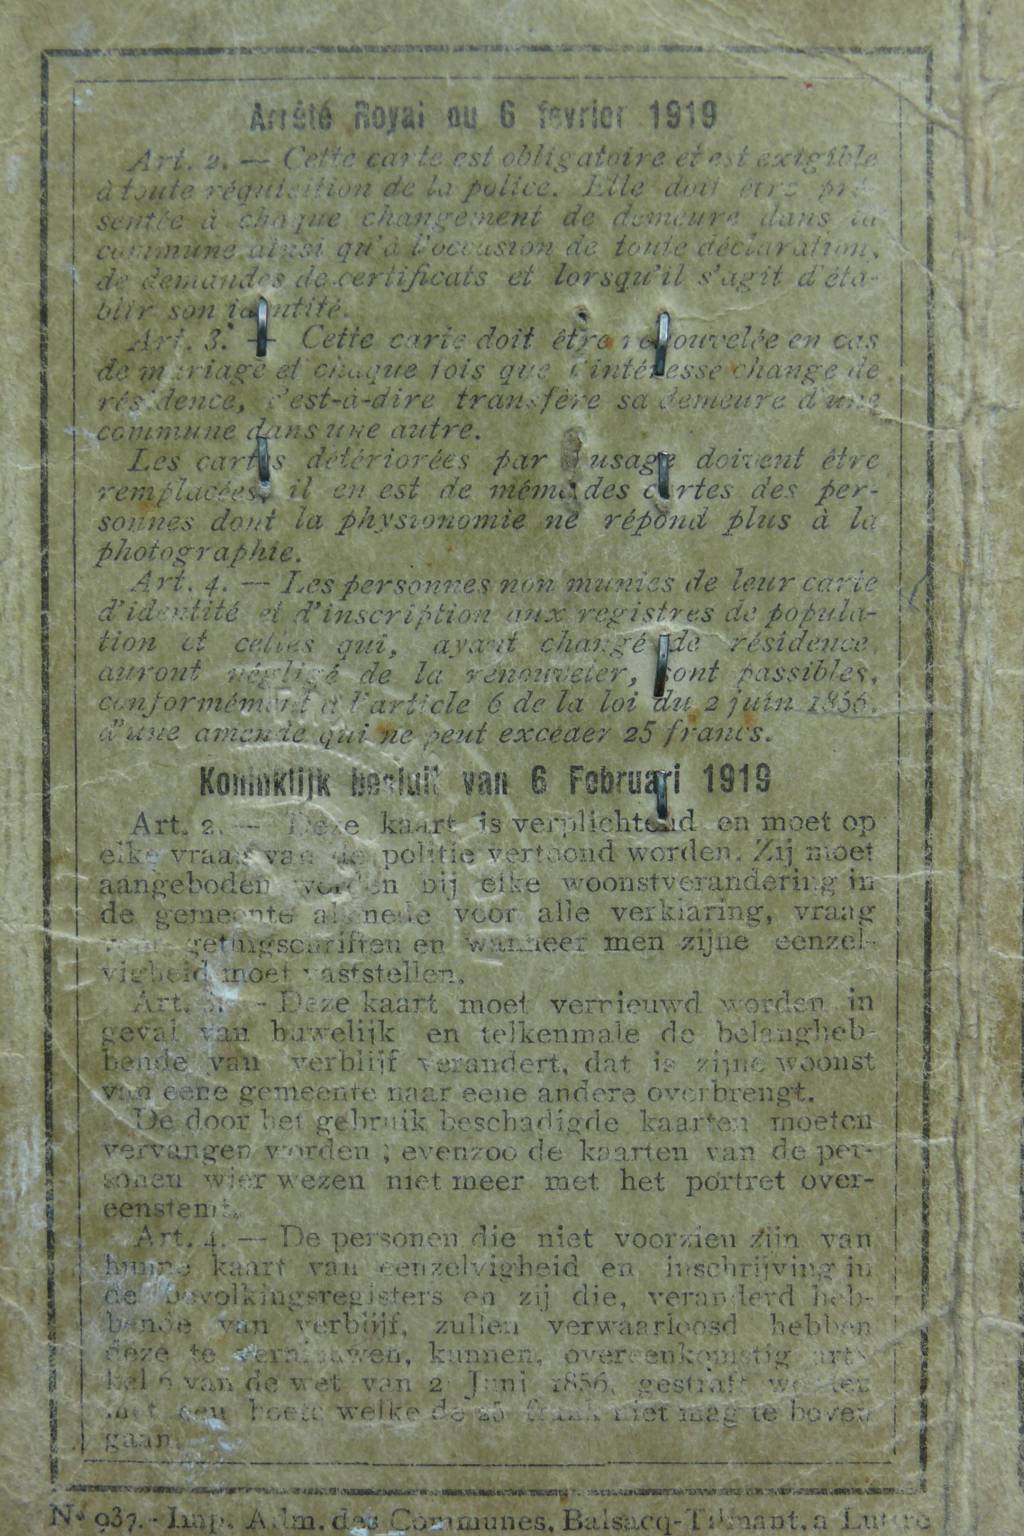 Arrêté Royal du 6 février 1919
Art. 2. — Cette carte est obligatoire et est exigible
à toute réquisition de la police. Elle doit être pré-
sentée à chaque changement de demeure dans la
commune ainsi qu'à l'occasion de toute déclaration,
de demandes de certificats et lorsqu'il s'agit d'éta-
blir son identité.
Art. 3. — Cette carte doit être renouvelée en cas
de mariage et chaque fois que l'intéressé change de
résidence, c'est-à-dire transfère sa demeure d'une
commune dans une autre.
Les cartes détériorées par l'usage doivent être
remplacées; il en est de même des cartes des per-
sonnes dont la physionomie ne répond plus à la
photographie.
Art. 4. — Les personnes non munies de leur carte
d'identité et d'inscription aux registres de popula-
tion et celles qui, ayant changé de résidence,
auront négligé de la renouveler, sont passibles,
conformément à l'article 6 de la loi du 2 juin 1856,
d'une amende qui ne peut excéder 25 francs.
Koninklijk besluit van 6 Februari 1919
Art. 2. — Deze kaart is verplichtend en moet op
elke vraag van de politie vertoond worden. Zij moet
aangeboden worden bij elke woonstverandering in
de gemeente alsmede voor alle verklaring, vraag
van getuigschriften en wanneer men zijne eenzel-
vigheid moet vaststellen.
Art. 3. - Deze kaart moet vernieuwd worden in
geval van huwelijk en telkenmale de belangheb-
bende van verblijf verandert, dat is zijne woonst
van eene gemeente naar eene andere overbrengt.
De door het gebruik beschadigde kaarten moeten
vervangen worden ; evenzoo de kaarten van de per-
sonen wier wezen niet meer met het portret over-
eenstemt.
Art. 4. — De personen die niet voorzien zijn van
hunne kaart van eenzelvigheid en inschrijving in
de bevolkingsregisters en zij die, veranderd heb-
bende van verblijf, zullen verwaarloosd hebben
deze te vernieuwen, kunnen, overeenkomstig arti-
kel 6 van de wet van 2 Juni 1856, gestraft worden
met een boete welke de 25 frank niet mag te boven
gaan.
No 937. - Imp. Adm. des Communes, Balsacq-Tilmant, a Luttre